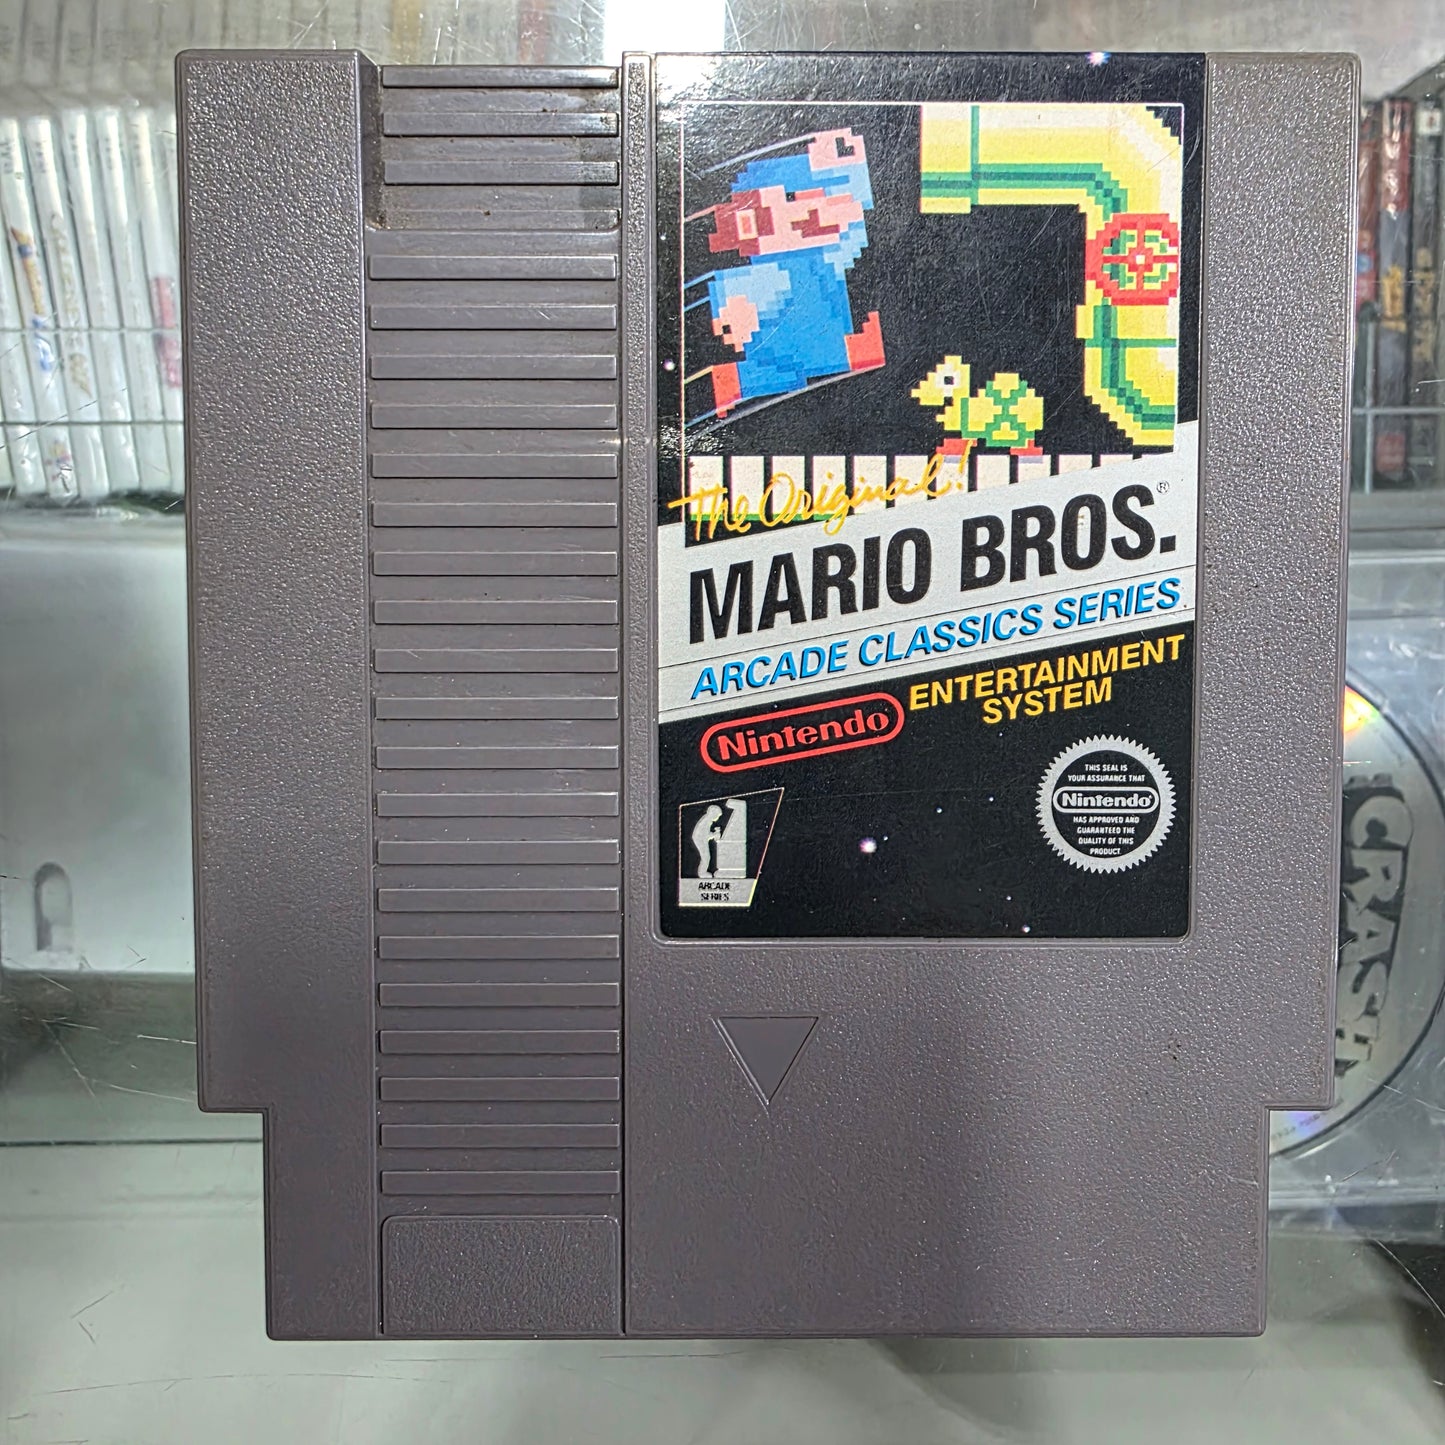 The Original!
MARIO BROS.®
ARCADE CLASSICS SERIES
Nintendo
ENTERTAINMENT
SYSTEM
THIS SEAL IS
YOUR ASSURANCE THAT
Nintendo®
HAS APPROVED AND
GUARANTEED THE
QUALITY OF THIS
PRODUCT
ARCADE
SERIES
CRASH